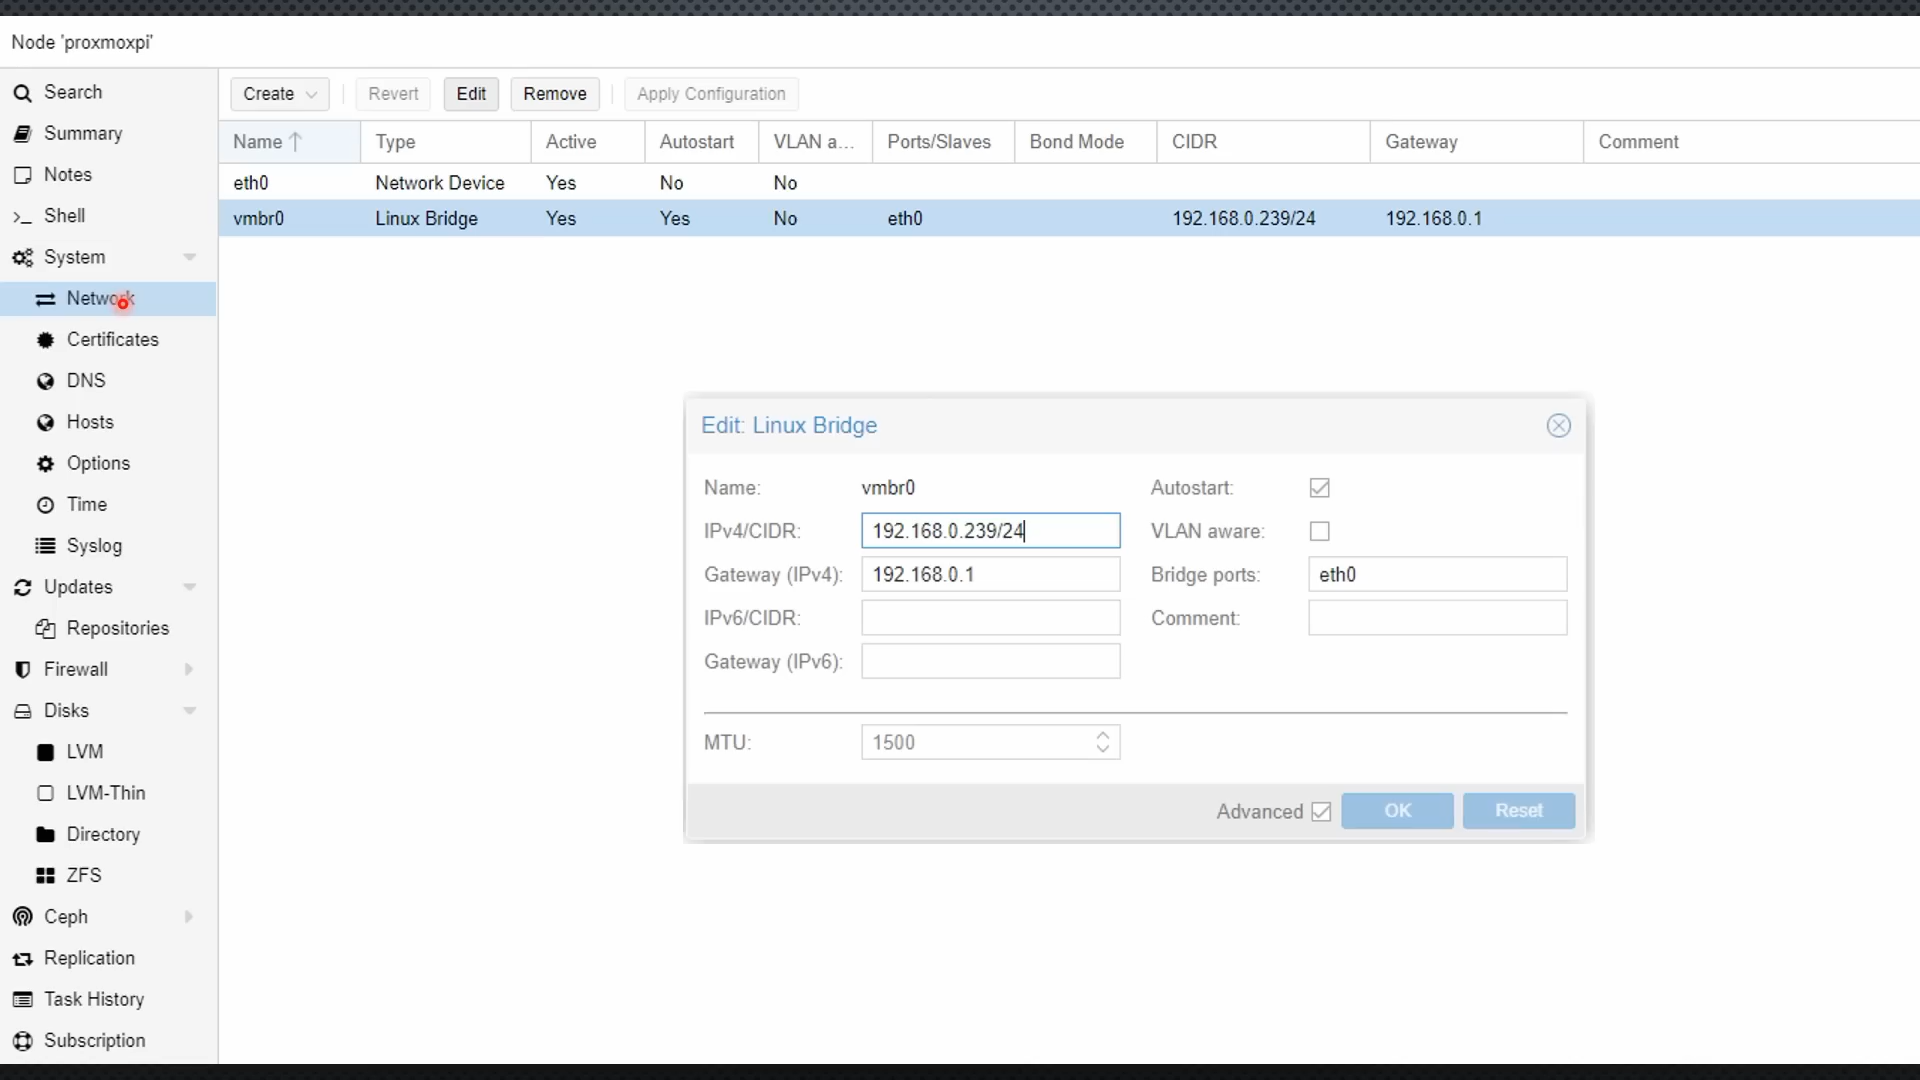 Node 'proxmoxpi'
Search
Summary
Notes
Shell
System
Network
Certificates
DNS
Hosts
Options
Time
Syslog
Updates
Repositories
Firewall
Disks
LVM
LVM-Thin
Directory
ZFS
Ceph
Replication
Task History
Subscription
Create Revert Edit Remove Apply Configuration
Name Type Active Autostart VLAN a... Ports/Slaves Bond Mode CIDR Gateway Comment
eth0 Network Device Yes No No
vmbr0 Linux Bridge Yes Yes No eth0 192.168.0.239/24 192.168.0.1
Edit: Linux Bridge
Name: vmbr0 Autostart:
IPv4/CIDR: 192.168.0.239/24 VLAN aware:
Gateway (IPv4): 192.168.0.1 Bridge ports: eth0
IPv6/CIDR: Comment:
Gateway (IPv6):
MTU: 1500
Advanced OK Reset